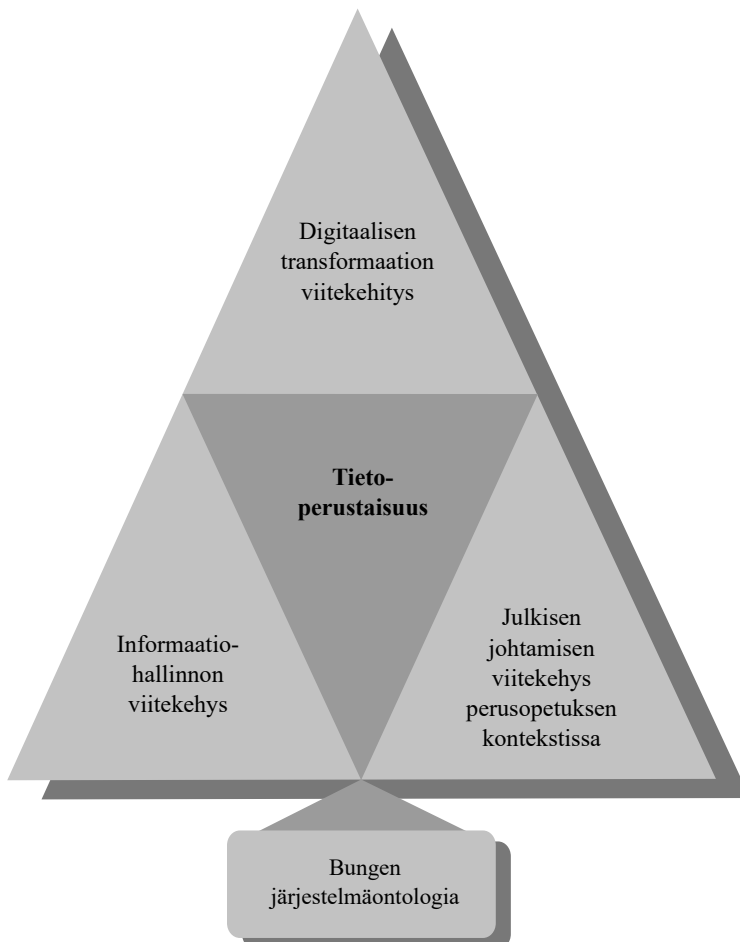 Digitaalisen
transformaation
viitekehitys
Tieto-
perustaisuus
Informaatio-
hallinnon
viitekehys
Julkisen
johtamisen
viitekehys
perusopetuksen
kontekstissa
Bungen
järjestelmäontologia